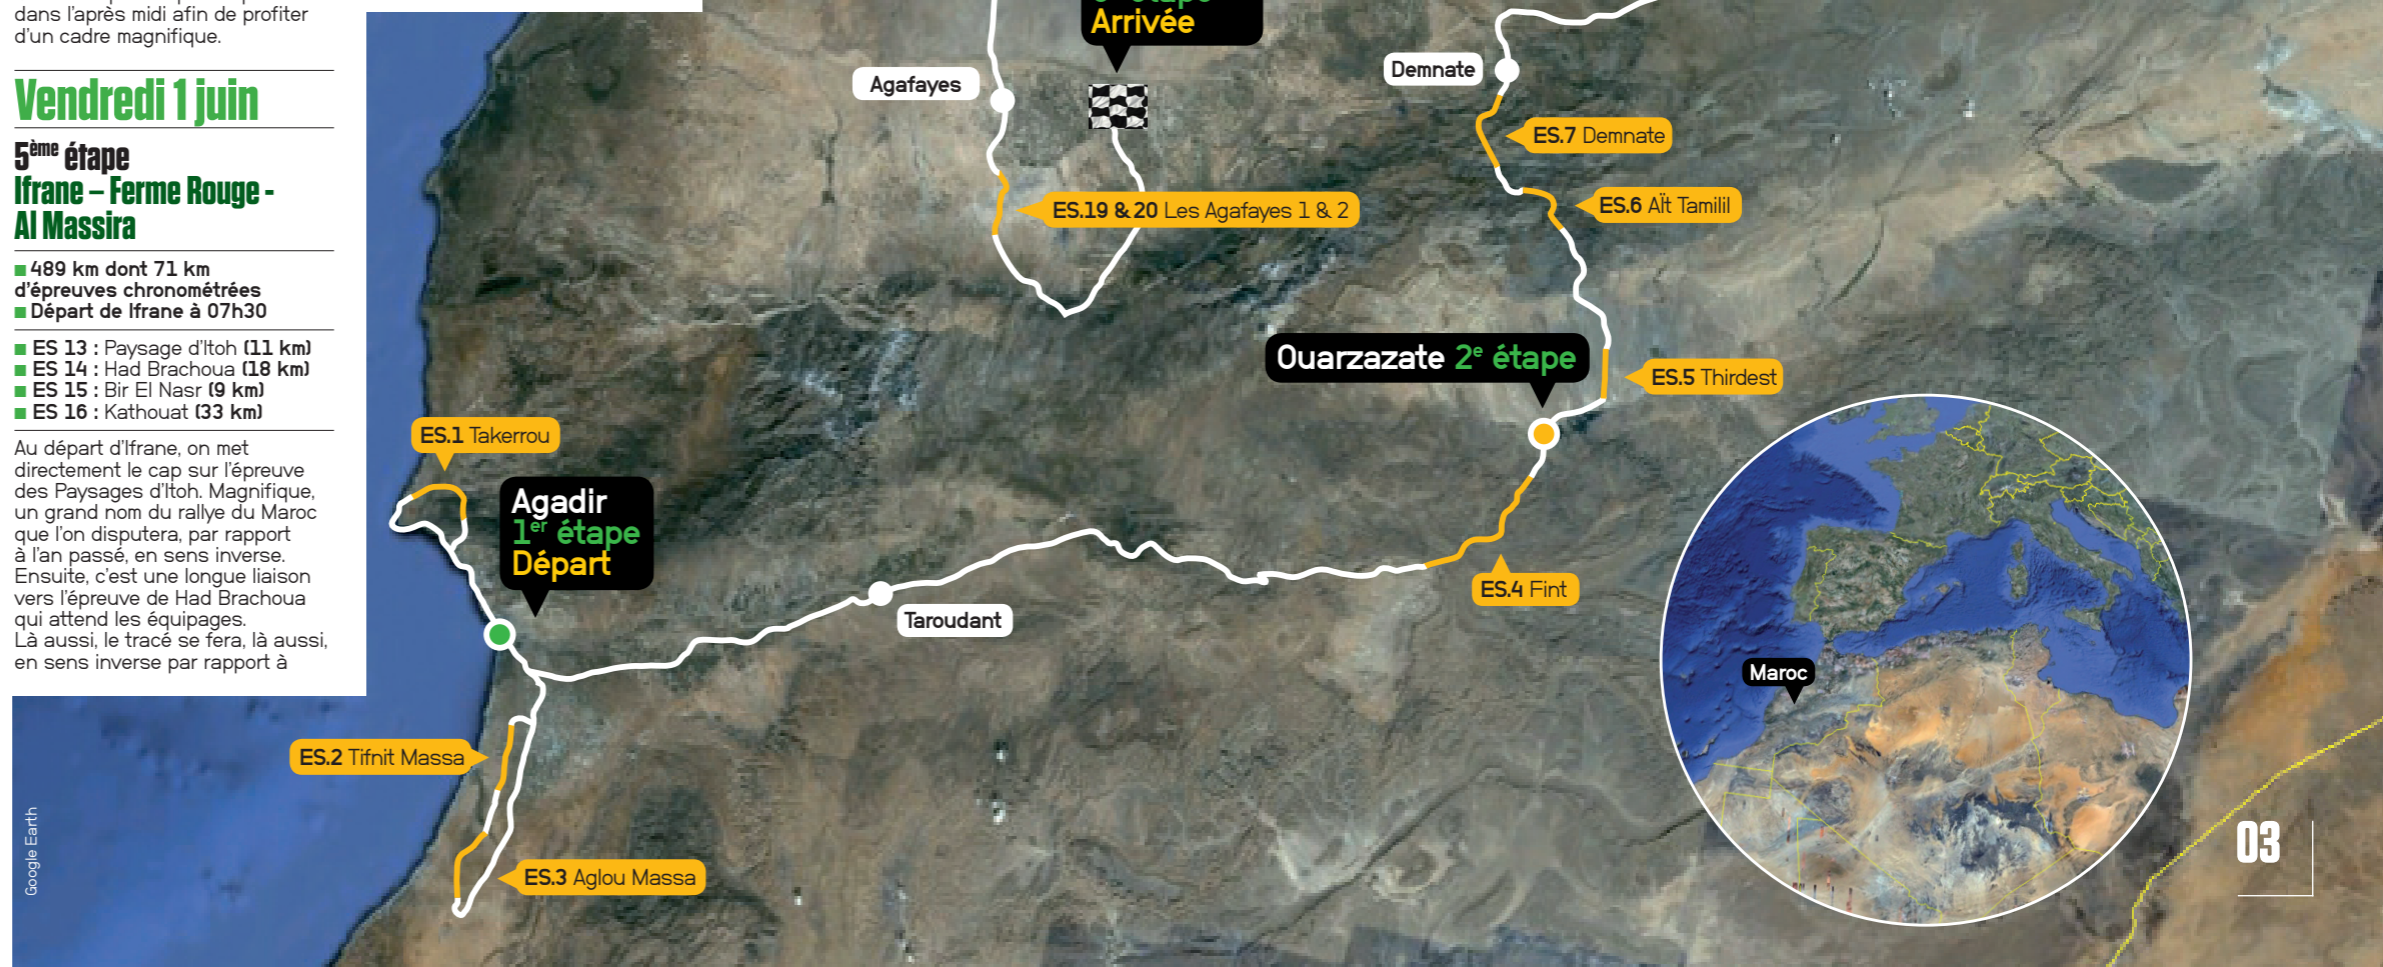 dans l'après midi afin de profiter
d'un cadre magnifique.
Vendredi 1 juin
5ème étape
Ifrane – Ferme Rouge -
Al Massira
489 km dont 71 km
d'épreuves chronométrées
Départ de Ifrane à 07h30
ES 13 : Paysage d'Itoh (11 km)
ES 14 : Had Brachoua (18 km)
ES 15 : Bir El Nasr (9 km)
ES 16 : Kathouat (33 km)
Au départ d'Ifrane, on met
directement le cap sur l'épreuve
des Paysages d'Itoh. Magnifique,
un grand nom du rallye du Maroc
que l'on disputera, par rapport
à l'an passé, en sens inverse.
Ensuite, c'est une longue liaison
vers l'épreuve de Had Brachoua
qui attend les équipages.
Là aussi, le tracé se fera, là aussi,
en sens inverse par rapport à
Google Earth
Arrivée
Agafayes
Demnate
ES.7 Demnate
ES.19 & 20 Les Agafayes 1 & 2
ES.6 AÏt Tamilil
Ouarzazate 2e étape
ES.5 Thirdest
ES.1 Takerrou
Agadir
1er étape
Départ
ES.4 Fint
Taroudant
Maroc
ES.2 Tifnit Massa
ES.3 Aglou Massa
03